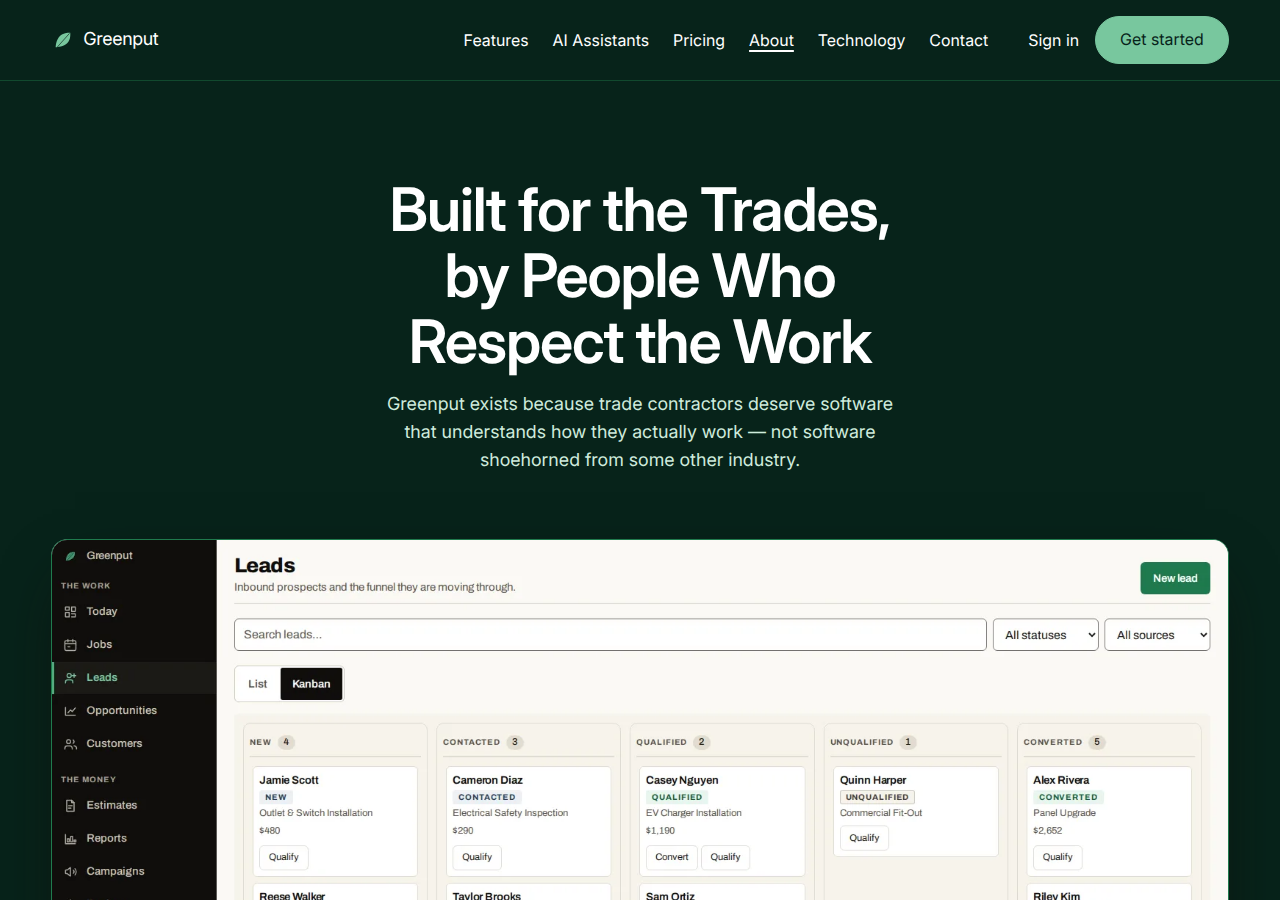 Greenput
Features AI Assistants Pricing About Technology Contact Sign in Get started
Built for the Trades,
by People Who
Respect the Work
Greenput exists because trade contractors deserve software
that understands how they actually work — not software
shoehorned from some other industry.
Greenput
THE WORK
Today
Jobs
Leads
Opportunities
Customers
THE MONEY
Estimates
Reports
Campaigns
Leads
Inbound prospects and the funnel they are moving through.
New lead
Search leads...
All statuses
All sources
List
Kanban
NEW 4
Jamie Scott
NEW
Outlet & Switch Installation
$480
Qualify
Reese Walker
CONTACTED 3
Cameron Diaz
CONTACTED
Electrical Safety Inspection
$290
Qualify
Taylor Brooks
QUALIFIED 2
Casey Nguyen
QUALIFIED
EV Charger Installation
$1,190
Convert Qualify
Sam Ortiz
UNQUALIFIED 1
Quinn Harper
UNQUALIFIED
Commercial Fit-Out
Qualify
CONVERTED 5
Alex Rivera
CONVERTED
Panel Upgrade
$2,652
Qualify
Riley Kim